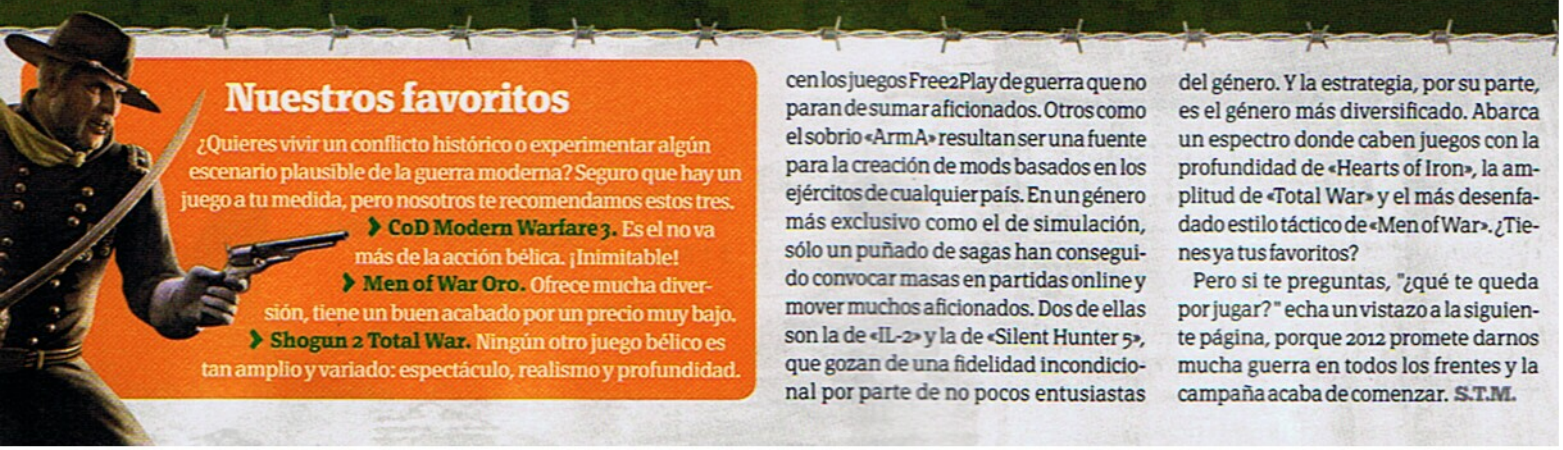 Nuestros favoritos
¿Quieres vivir un conflicto histórico o experimentar algún
escenario plausible de la guerra moderna? Seguro que hay un
juego a tu medida, pero nosotros te recomendamos estos tres.
CoD Modern Warfare 3. Es el no va
más de la acción bélica. ¡Inimitable!
Men of War Oro. Ofrece mucha diver-
sión, tiene un buen acabado por un precio muy bajo.
Shogun 2 Total War. Ningún otro juego bélico es
tan amplio y variado: espectáculo, realismo y profundidad.
cen los juegos Free2Play de guerra que no
paran de sumar aficionados. Otros como
el sobrio «ArmA» resultan ser una fuente
para la creación de mods basados en los
ejércitos de cualquier país. En un género
más exclusivo como el de simulación,
sólo un puñado de sagas han consegui-
do convocar masas en partidas online y
mover muchos aficionados. Dos de ellas
son la de «IL-2» y la de «Silent Hunter 5»,
que gozan de una fidelidad incondicio-
nal por parte de no pocos entusiastas
del género. Y la estrategia, por su parte,
es el género más diversificado. Abarca
un espectro donde caben juegos con la
profundidad de «Hearts of Iron», la am-
plitud de «Total War» y el más desenfa-
dado estilo táctico de «Men of War». ¿Tie-
nes ya tus favoritos?
Pero si te preguntas, "¿qué te queda
por jugar?" echa un vistazo a la siguien-
te página, porque 2012 promete darnos
mucha guerra en todos los frentes y la
campaña acaba de comenzar. S.T.M.